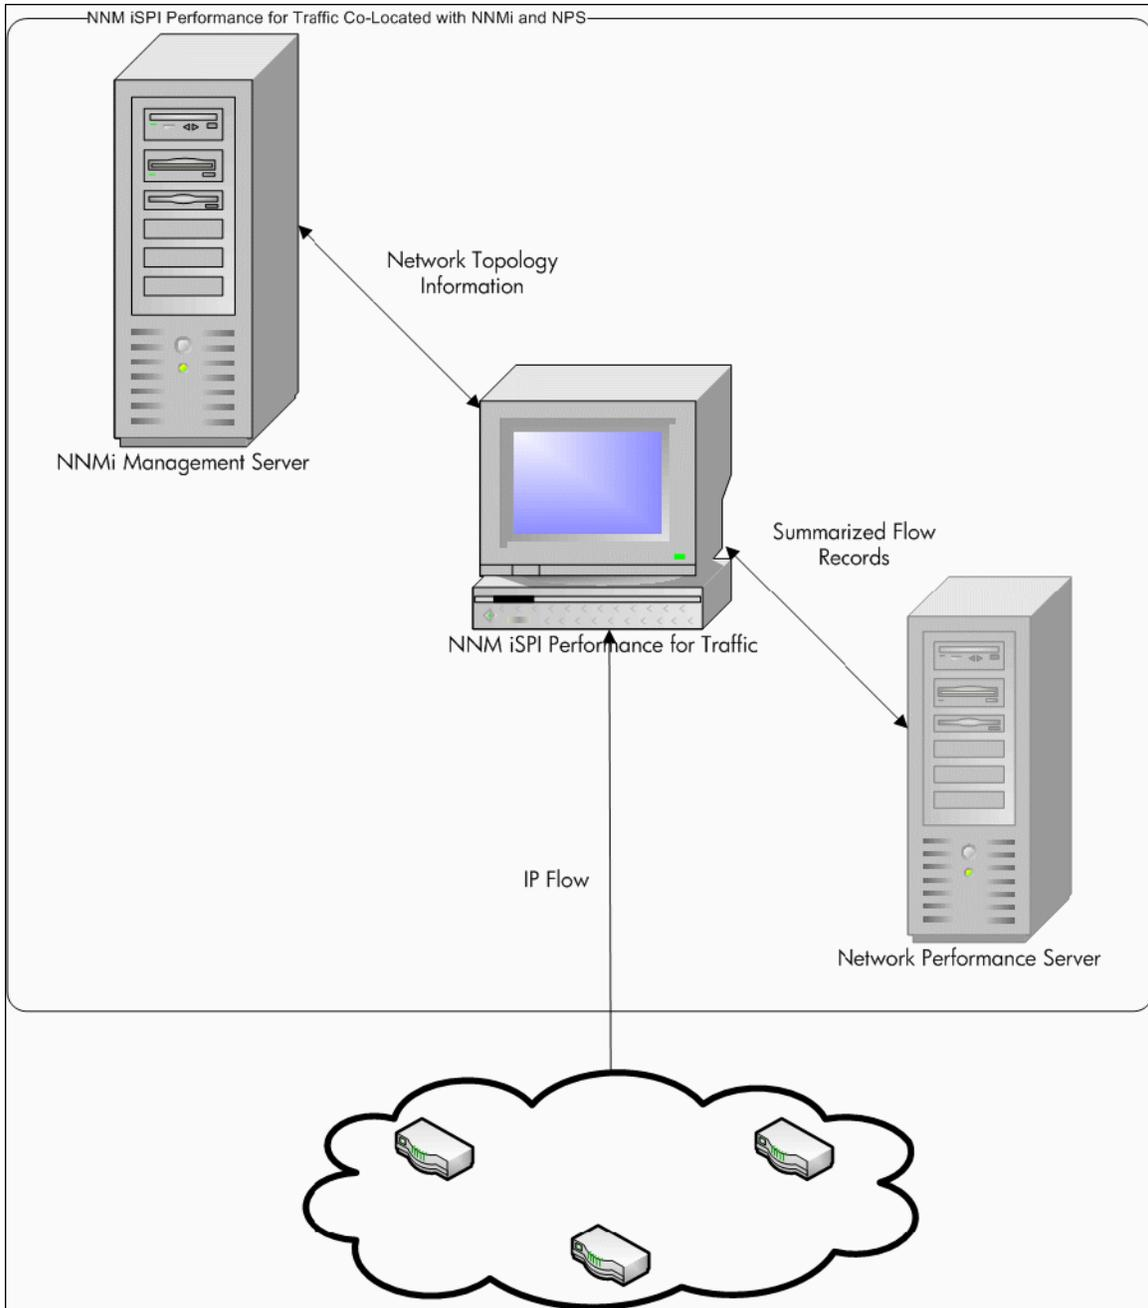 NNM iSPI Performance for Traffic Co-Located with NNMi and NPS
Network Topology
Information
NNMi Management Server
Summarized Flow
Records
NNM iSPI Performance for Traffic
IP Flow
Network Performance Server